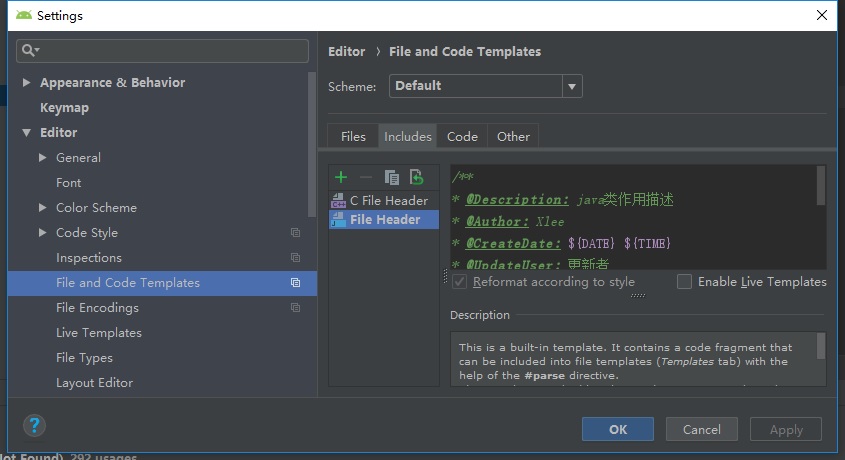 Settings
Editor › File and Code Templates
Scheme: Default
Files Includes Code Other
Appearance & Behavior
Keymap
Editor
General
Font
Color Scheme
Code Style
Inspections
File and Code Templates
File Encodings
Live Templates
File Types
Layout Editor
C File Header
File Header
/**
* @Description: java类作用描述
* @Author: Xlee
* @CreateDate: ${DATE} ${TIME}
* @UpdateUser: 更新者
Reformat according to style
Enable Live Templates
Description
This is a built-in template. It contains a code fragment that
can be included into file templates (Templates tab) with the
help of the #parse directive.
?
OK Cancel Apply
lot Found) 292 usages